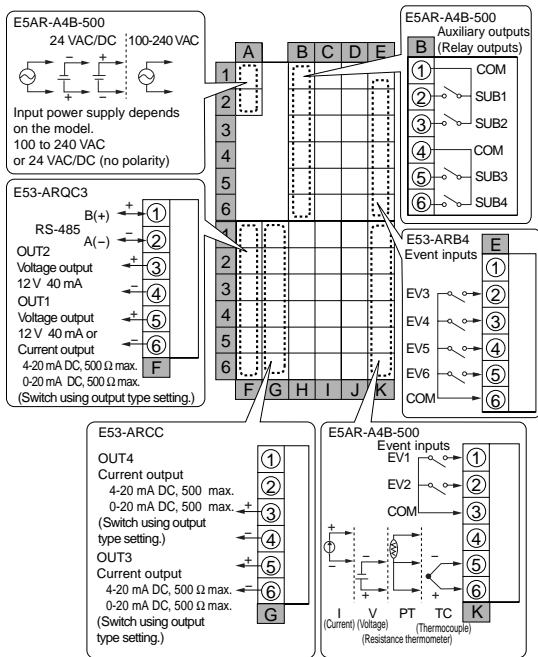 E5AR-A4B-500
24 VAC/DC 100-240 VAC
Input power supply depends
on the model.
100 to 240 VAC
or 24 VAC/DC (no polarity)
A B C D E
1
2
3
4
5
6
1
2
3
4
5
6
F G H I J K
E5AR-A4B-500
Auxiliary outputs
(Relay outputs)
B
1 COM
2 SUB1
3 SUB2
4 COM
5 SUB3
6 SUB4
E53-ARQC3
B(+) + 1
RS-485
A(−) − 2
OUT2
Voltage output + 3
12 V 40 mA
− 4
OUT1
Voltage output + 5
12 V 40 mA or
Current output − 6
4-20 mA DC, 500 Ω max.
0-20 mA DC, 500 Ω max.
(Switch using output type setting.)
F
E53-ARB4
Event inputs
E
1
EV3 2
EV4 3
EV5 4
EV6 5
COM 6
E53-ARCC
OUT4 1
Current output 2
4-20 mA DC, 500 max.
0-20 mA DC, 500 max. + 3
(Switch using output
type setting.) − 4
OUT3 + 5
Current output
4-20 mA DC, 500 Ω max. − 6
0-20 mA DC, 500 Ω max.
(Switch using output
type setting.)
G
E5AR-A4B-500
Event inputs
EV1 1
EV2 2
COM 3
4
5
6
+ − −
− + +
I V PT TC
(Current) (Voltage) (Thermocouple)
(Resistance thermometer)
K